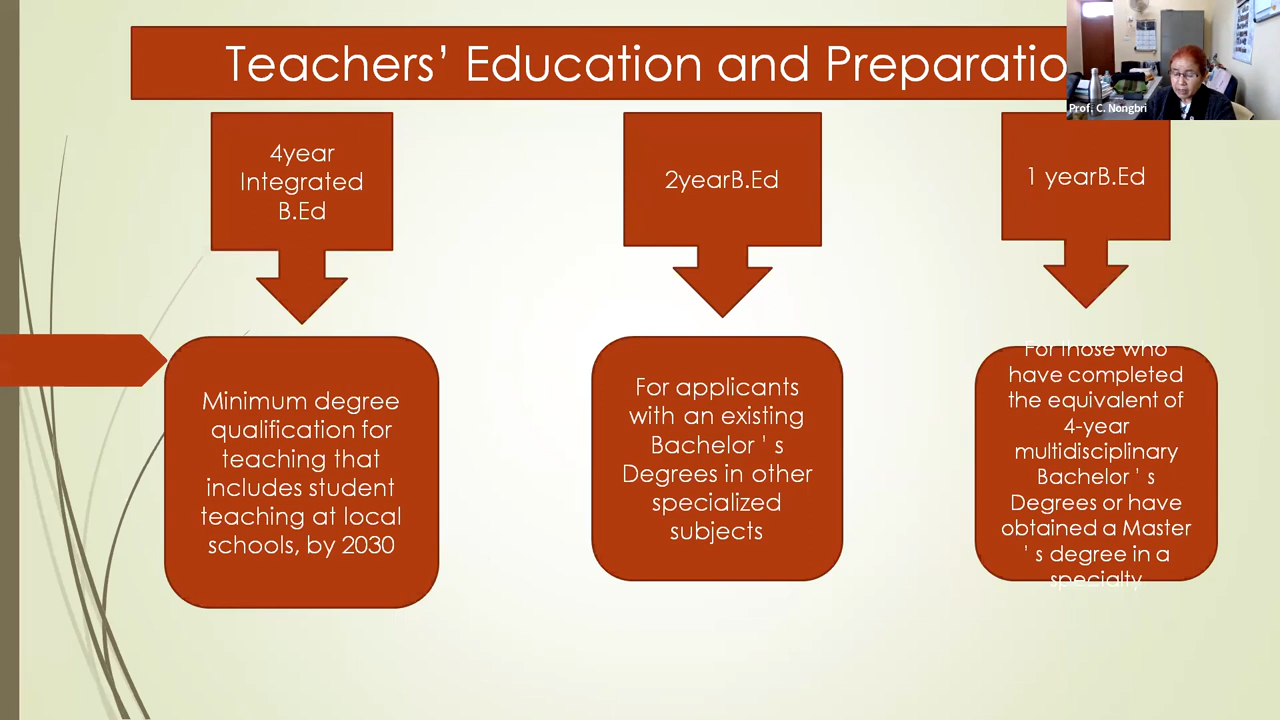 Teachers’ Education and Preparatio
Prof. C. Nongbri
4year
Integrated
B.Ed
2yearB.Ed
1 yearB.Ed
Minimum degree
qualification for
teaching that
includes student
teaching at local
schools, by 2030
For applicants
with an existing
Bachelor ’ s
Degrees in other
specialized
subjects
For those who
have completed
the equivalent of
4-year
multidisciplinary
Bachelor ’ s
Degrees or have
obtained a Master
’ s degree in a
specialty